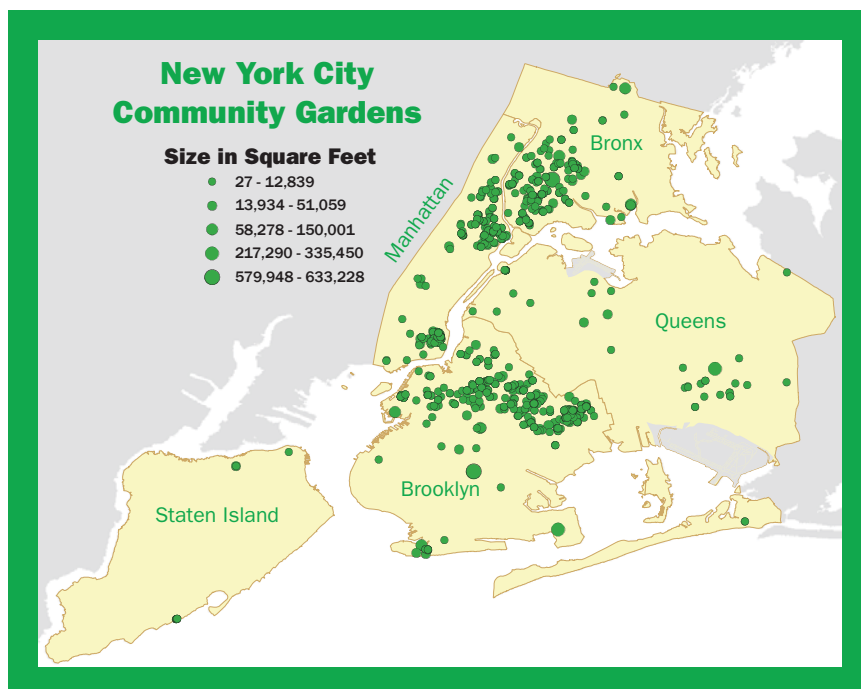 New York City
Community Gardens
Size in Square Feet
27 - 12,839
13,934 - 51,059
58,278 - 150,001
217,290 - 335,450
579,948 - 633,228
Bronx
Manhattan
Queens
Brooklyn
Staten Island